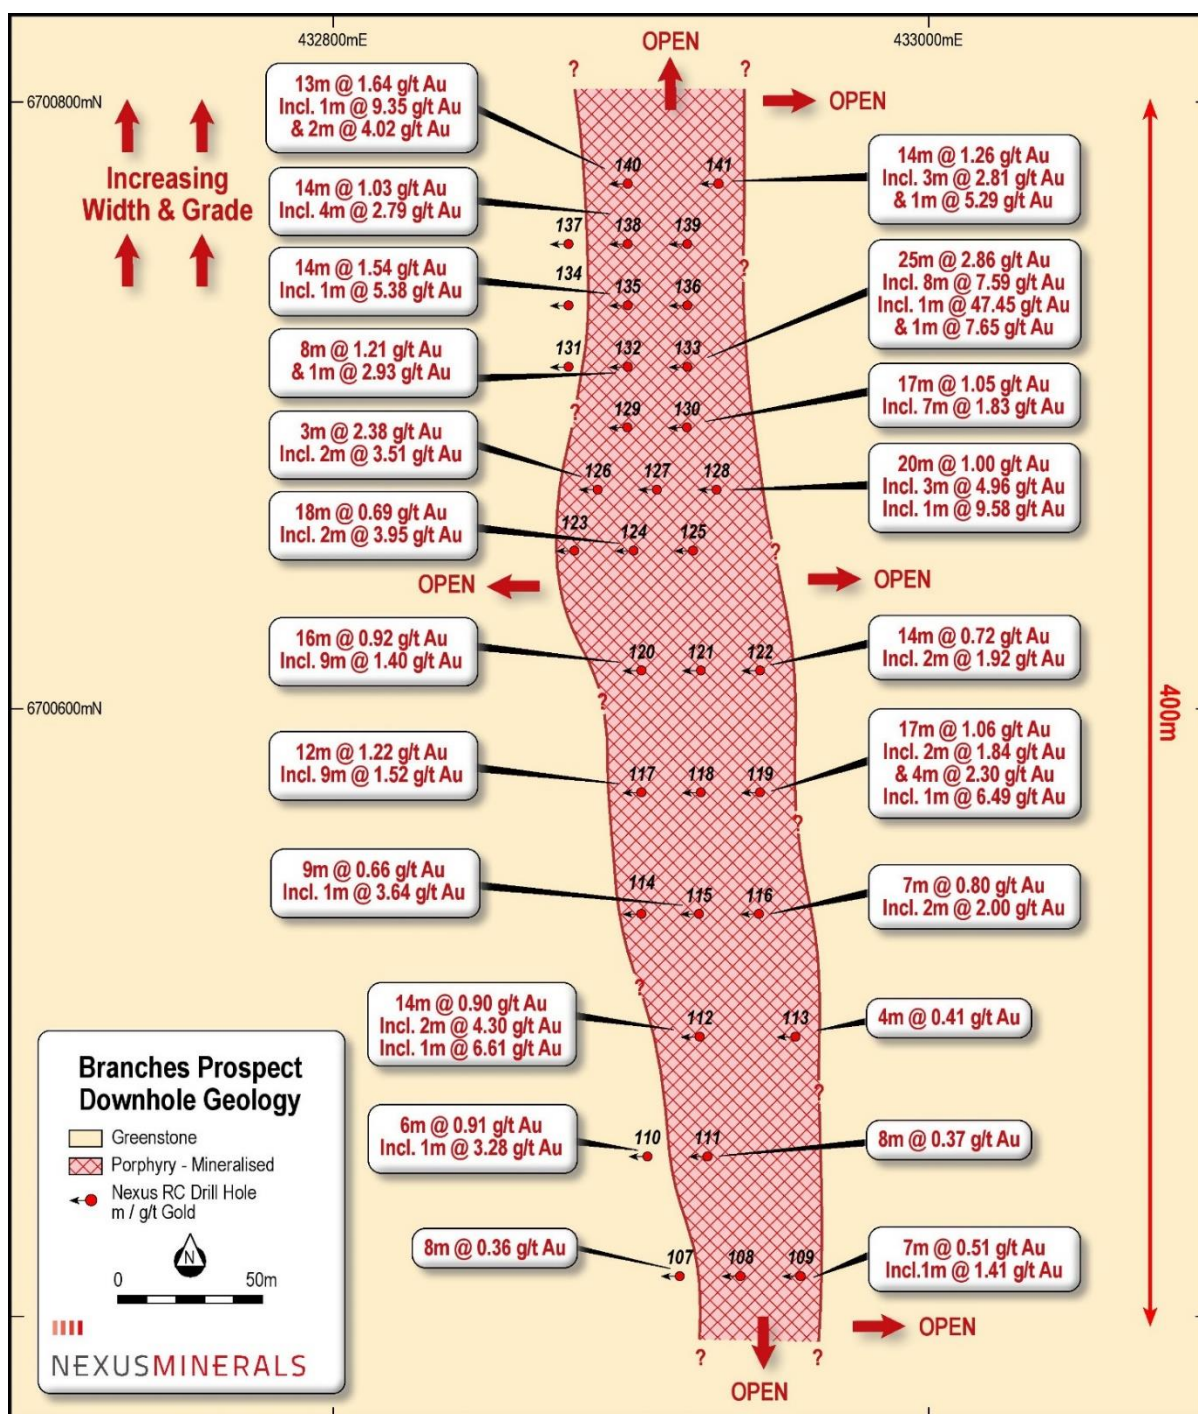 432800mE
433000mE
6700800mN
6700600mN
OPEN
? ?
OPEN
Increasing
Width & Grade
13m @ 1.64 g/t Au
Incl. 1m @ 9.35 g/t Au
& 2m @ 4.02 g/t Au
140
141
14m @ 1.26 g/t Au
Incl. 3m @ 2.81 g/t Au
& 1m @ 5.29 g/t Au
14m @ 1.03 g/t Au
Incl. 4m @ 2.79 g/t Au
137
138
139
14m @ 1.54 g/t Au
Incl. 1m @ 5.38 g/t Au
134
135
136
?
25m @ 2.86 g/t Au
Incl. 8m @ 7.59 g/t Au
Incl. 1m @ 47.45 g/t Au
& 1m @ 7.65 g/t Au
8m @ 1.21 g/t Au
& 1m @ 2.93 g/t Au
131
132
133
17m @ 1.05 g/t Au
Incl. 7m @ 1.83 g/t Au
?
129
130
3m @ 2.38 g/t Au
Incl. 2m @ 3.51 g/t Au
126
127
128
20m @ 1.00 g/t Au
Incl. 3m @ 4.96 g/t Au
Incl. 1m @ 9.58 g/t Au
18m @ 0.69 g/t Au
Incl. 2m @ 3.95 g/t Au
123
124
125
?
OPEN
OPEN
16m @ 0.92 g/t Au
Incl. 9m @ 1.40 g/t Au
120
121
122
14m @ 0.72 g/t Au
Incl. 2m @ 1.92 g/t Au
?
400m
12m @ 1.22 g/t Au
Incl. 9m @ 1.52 g/t Au
117
118
119
17m @ 1.06 g/t Au
Incl. 2m @ 1.84 g/t Au
& 4m @ 2.30 g/t Au
Incl. 1m @ 6.49 g/t Au
?
9m @ 0.66 g/t Au
Incl. 1m @ 3.64 g/t Au
114
115
116
7m @ 0.80 g/t Au
Incl. 2m @ 2.00 g/t Au
?
14m @ 0.90 g/t Au
Incl. 2m @ 4.30 g/t Au
Incl. 1m @ 6.61 g/t Au
112
113
4m @ 0.41 g/t Au
?
6m @ 0.91 g/t Au
Incl. 1m @ 3.28 g/t Au
110
111
8m @ 0.37 g/t Au
8m @ 0.36 g/t Au
107
108
109
7m @ 0.51 g/t Au
Incl.1m @ 1.41 g/t Au
OPEN
? ?
OPEN
Branches Prospect
Downhole Geology
Greenstone
Porphyry - Mineralised
Nexus RC Drill Hole
m / g/t Gold
N
0 50m
NEXUSMINERALS